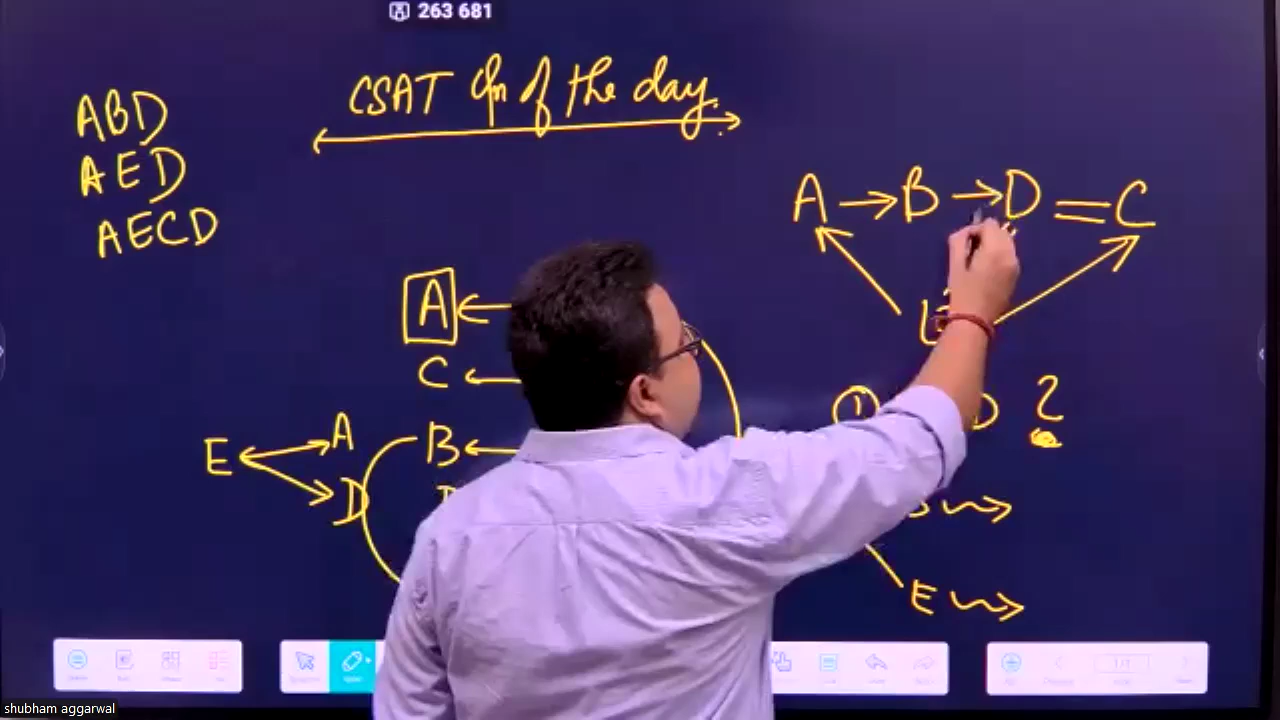 263 681
CSAT Qn of the day.
ABD
AED
AECD
A → B → D = C
A ←
C ←
2
E A
B ←
D
E
shubham aggarwal